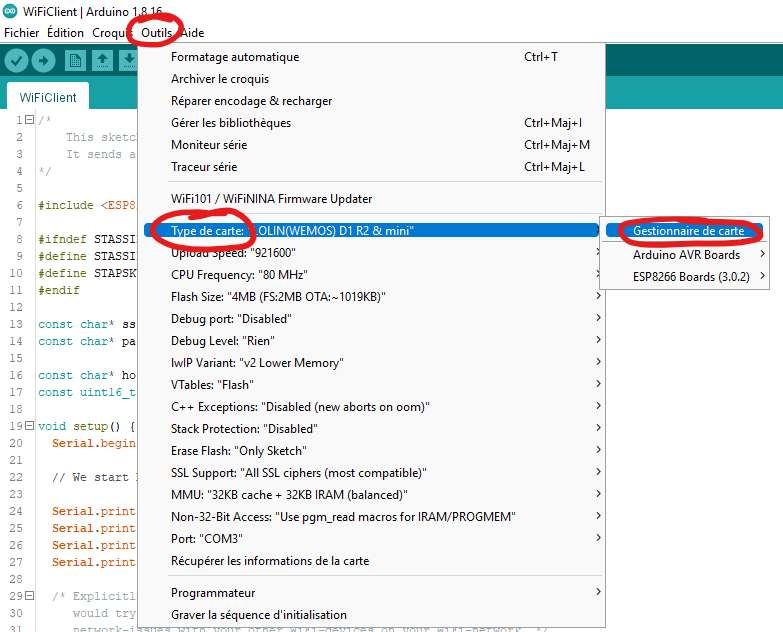 WiFiClient | Arduino 1.8.16
Fichier Édition Croquis Outils Aide
WiFiClient
Formatage automatique Ctrl+T
Archiver le croquis
Réparer encodage & recharger
Gérer les bibliothèques Ctrl+Maj+I
Moniteur série Ctrl+Maj+M
Traceur série Ctrl+Maj+L
WiFi101 / WiFiNINA Firmware Updater
Type de carte: "LOLIN(WEMOS) D1 R2 & mini"
Upload Speed: "921600"
CPU Frequency: "80 MHz"
Flash Size: "4MB (FS:2MB OTA:~1019KB)"
Debug port: "Disabled"
Debug Level: "Rien"
lwIP Variant: "v2 Lower Memory"
VTables: "Flash"
C++ Exceptions: "Disabled (new aborts on oom)"
Stack Protection: "Disabled"
Erase Flash: "Only Sketch"
SSL Support: "All SSL ciphers (most compatible)"
MMU: "32KB cache + 32KB IRAM (balanced)"
Non-32-Bit Access: "Use pgm_read macros for IRAM/PROGMEM"
Port: "COM3"
Récupérer les informations de la carte
Programmateur
Graver la séquence d'initialisation
Gestionnaire de carte
Arduino AVR Boards
ESP8266 Boards (3.0.2)
1 /*
2 This sketc
3 It sends a
4 */
5
6 #include <ESP8
7
8 #ifndef STASSI
9 #define STASSI
10 #define STAPSK
11 #endif
12
13 const char* ss
14 const char* pa
15
16 const char* ho
17 const uint16_t
18
19 void setup() {
20 Serial.begin
21
22 // We start
23
24 Serial.print
25 Serial.print
26 Serial.print
27 Serial.print
28
29 /* Explicitl
30 would try
31 network-issues with your other WiFi-devices on your WiFi-network. */